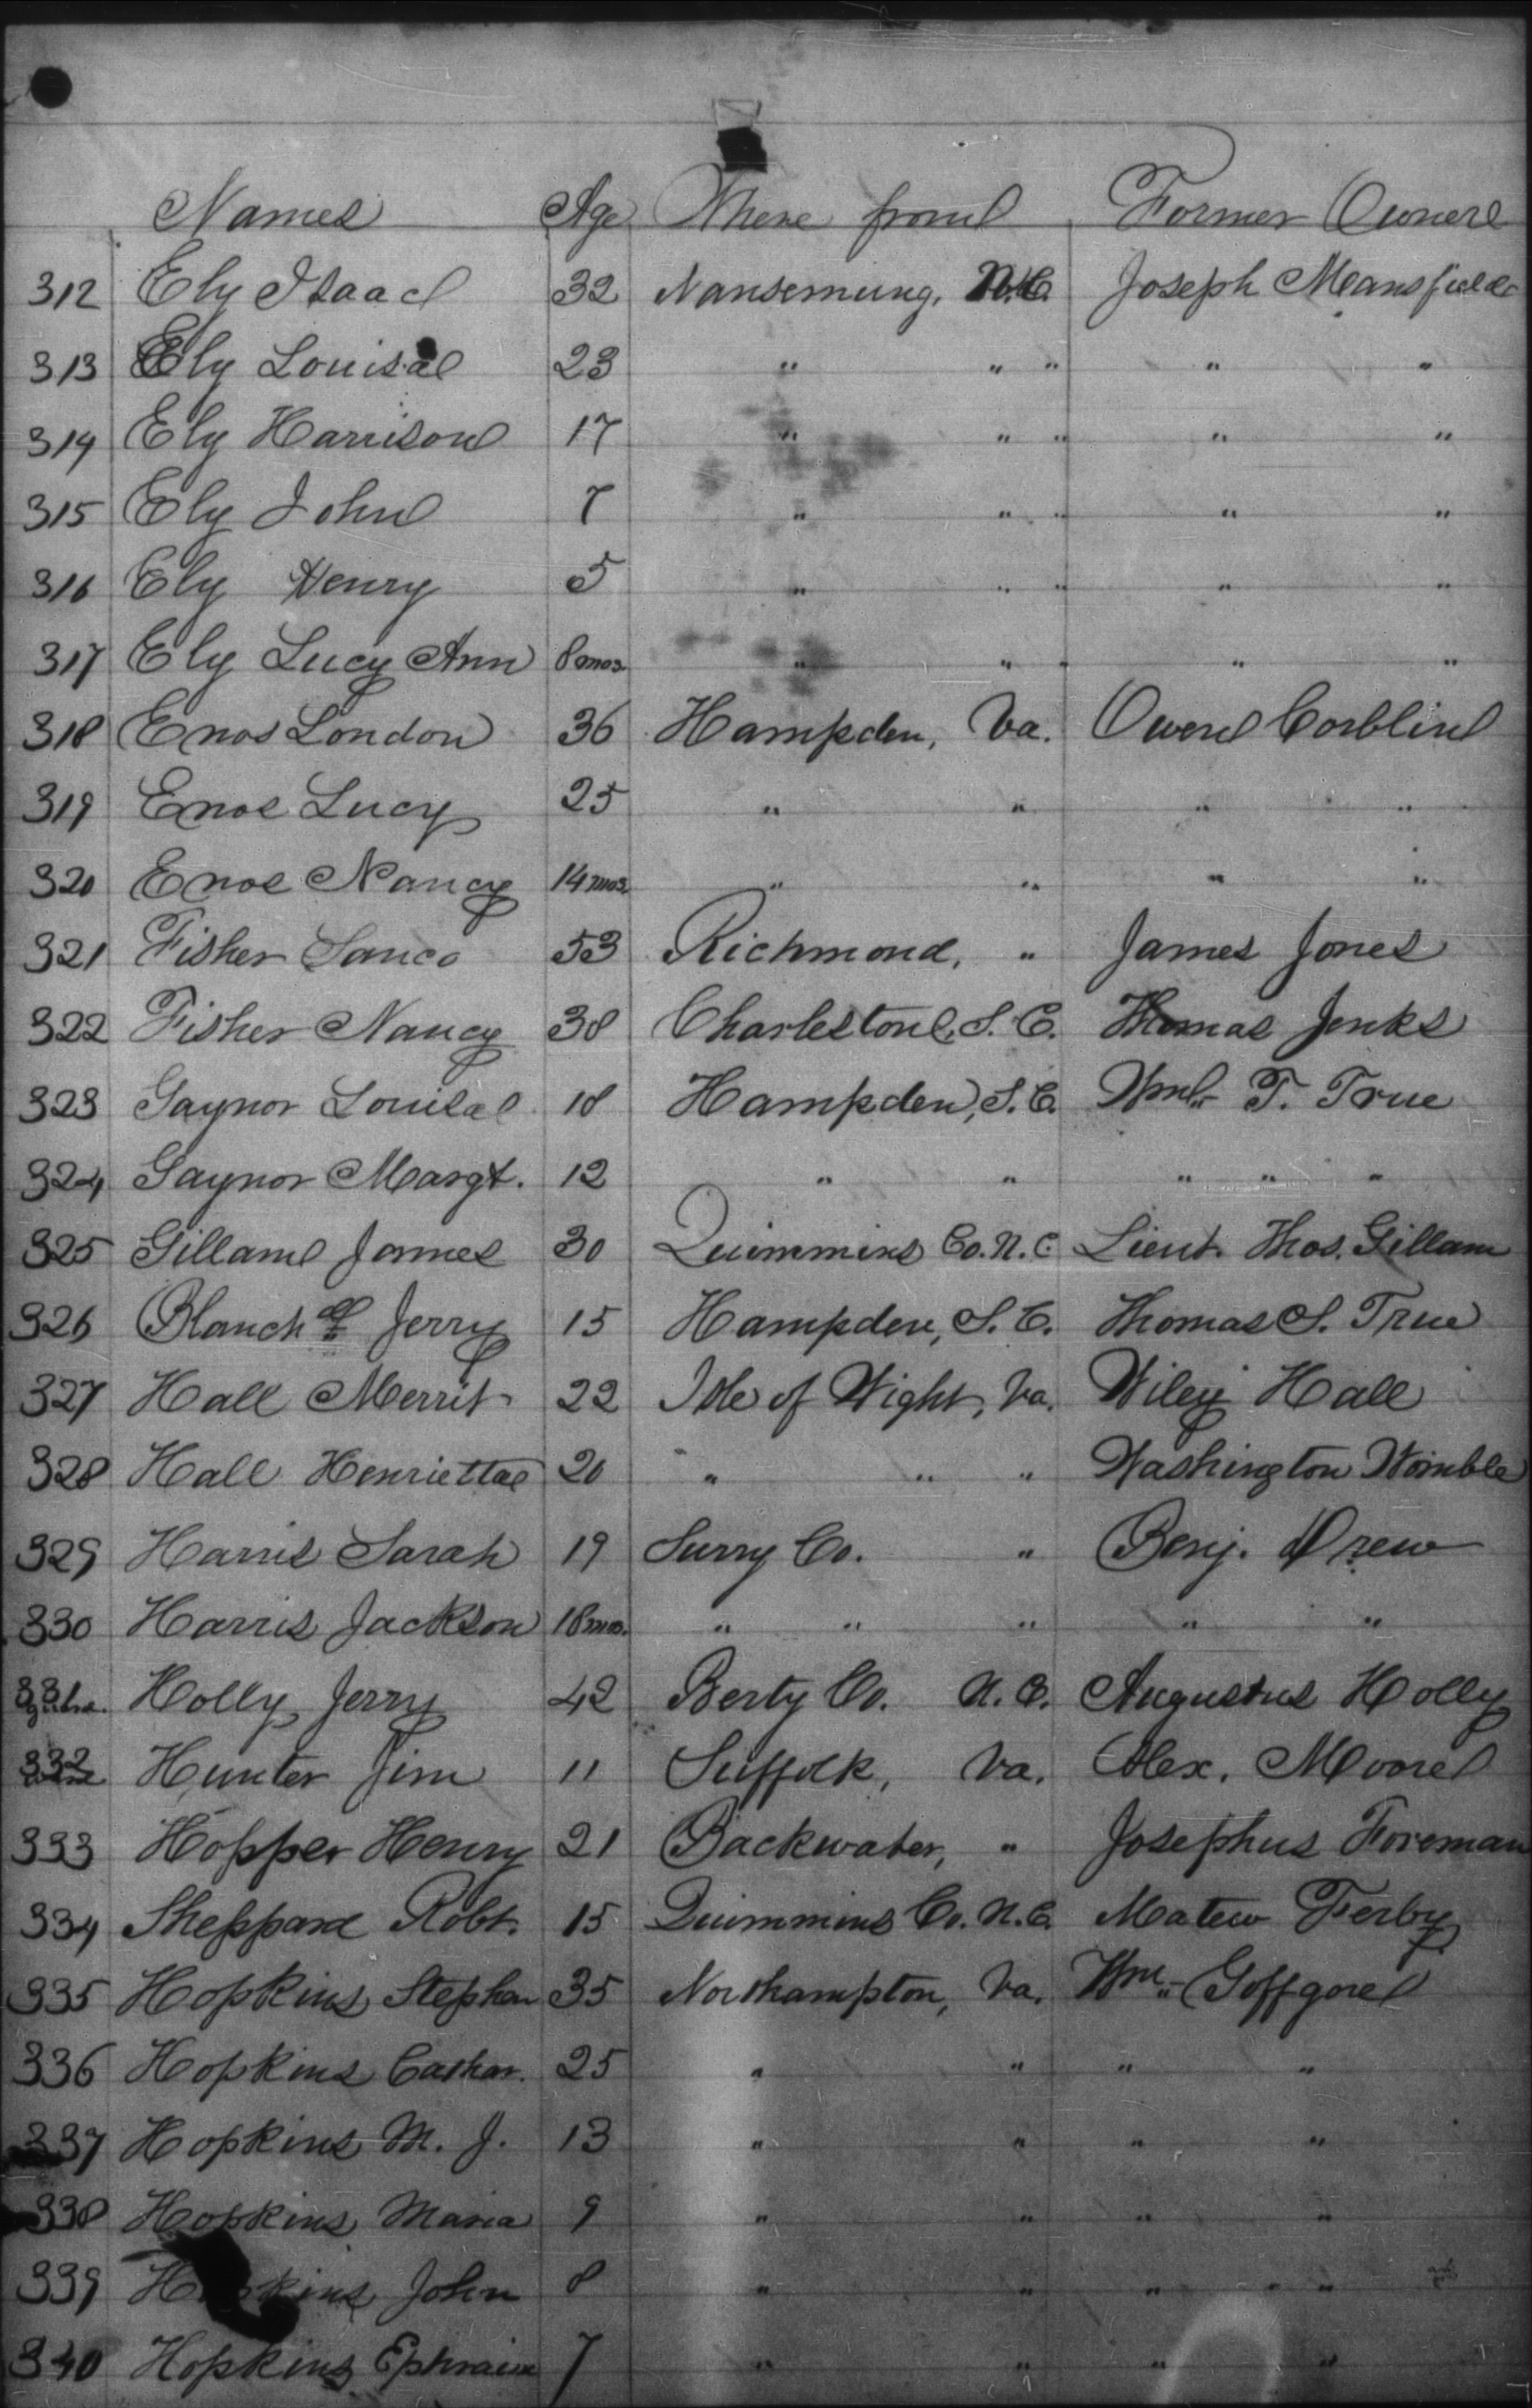 Names Age Where from Former Owner
312 Ely Isaac 32 Nansemung, N.C. Joseph Mansfield
313 Ely Louisa 23 " " " " "
314 Ely Harrison 17 " " " " "
315 Ely John 7 " " " " "
316 Ely Henry 5 " " " " "
317 Ely Lucy Ann 8 mos " " " " "
318 Enos London 36 Hampden, Va. Owen Corblin
319 Enos Lucy 25 " " " "
320 Enos Nancy 14 mos. " " " "
321 Fisher Sanco 53 Richmond, " James Jones
322 Fisher Nancy 38 Charleston, S.C. Thomas Jenks
323 Gaynor Louisa 18 Hampden, S.C. Wm. T. True
324 Gaynor Margt. 12 " " " " "
325 Gillam James 30 Quimmins Co. N.C. Lieut. Thos. Gillam
326 Blanch Jerry 15 Hampden, S.C. Thomas S. True
327 Hall Merrit 22 Isle of Wight, Va. Wiley Hall
328 Hall Henrietta 20 " " " Washington Womble
329 Harris Sarah 19 Surry Co. " Benj. Drew
330 Harris Jackson 18 mos. " " " " "
331 Holly Jerry 42 Berty Co. N.C. Augustus Holly
332 Hunter Jim 11 Suffolk, Va. Alex. Moore
333 Hopper Henry 21 Backwater, " Josephus Foreman
334 Sheppard Robt. 15 Quimmins Co. N.C. Matew Ferby
335 Hopkins Stephen 35 Northampton, Va. Wm. Goffgore
336 Hopkins Cathar. 25 " " " "
337 Hopkins M. J. 13 " " " "
338 Hopkins Maria 9 " " " "
339 Hopkins John 8 " " " "
340 Hopkins Ephraim 7 " " " "